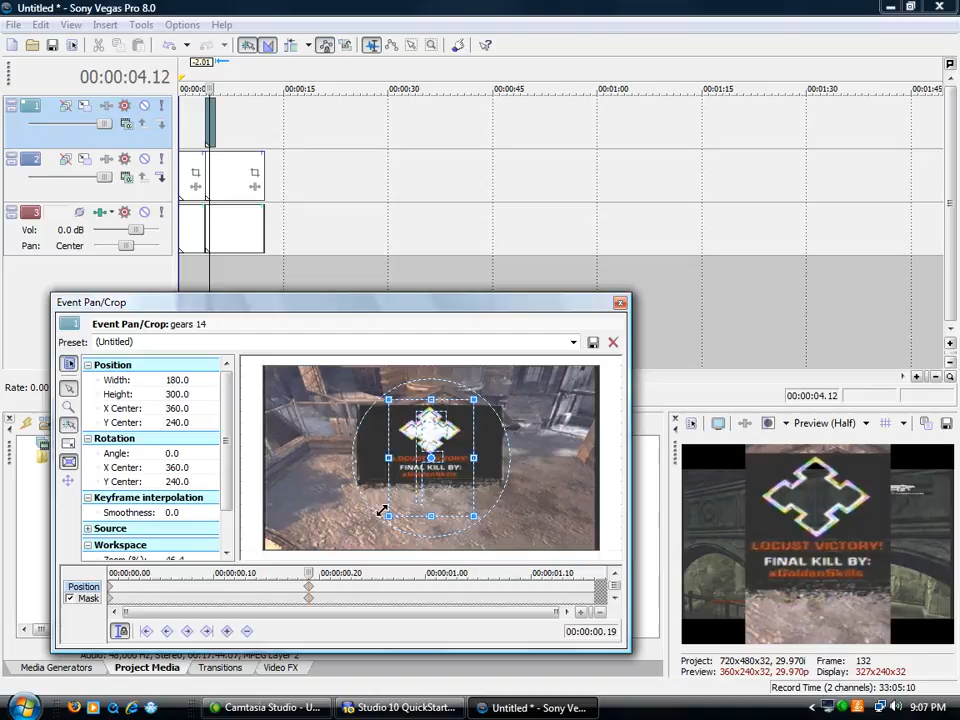 Untitled * - Sony Vegas Pro 8.0
File Edit View Insert Tools Options Help
-2.01
00:00:04.12
00:00:15 00:00:30 00:00:45 00:01:00 00:01:15 00:01:30 00:01:45
1
2
3
Vol: 0.0 dB
Pan: Center
Rate: 0.00
00:00:04.12
Event Pan/Crop
1 Event Pan/Crop: gears 14
Preset: (Untitled)
Position
Width: 180.0
Height: 300.0
X Center: 360.0
Y Center: 240.0
Rotation
Angle: 0.0
X Center: 360.0
Y Center: 240.0
Keyframe interpolation
Smoothness: 0.0
Source
Workspace
LOCUST VICTORY!
FINAL KILL BY:
xGoldenSkillx
Position
Mask
00:00:00.00 00:00:00.10 00:00:00.20 00:00:01.00 00:00:01.10
00:00:00.19
Preview (Half)
LOCUST VICTORY!
FINAL KILL BY:
Project: 720x480x32, 29.970i Frame: 132
Preview: 360x240x32, 29.970p Display: 327x240x32
Media Generators Project Media Transitions Video FX
Record Time (2 channels): 33:05:10
Camtasia Studio - U... Studio 10 QuickStart... Untitled * - Sony Ve...
9:07 PM